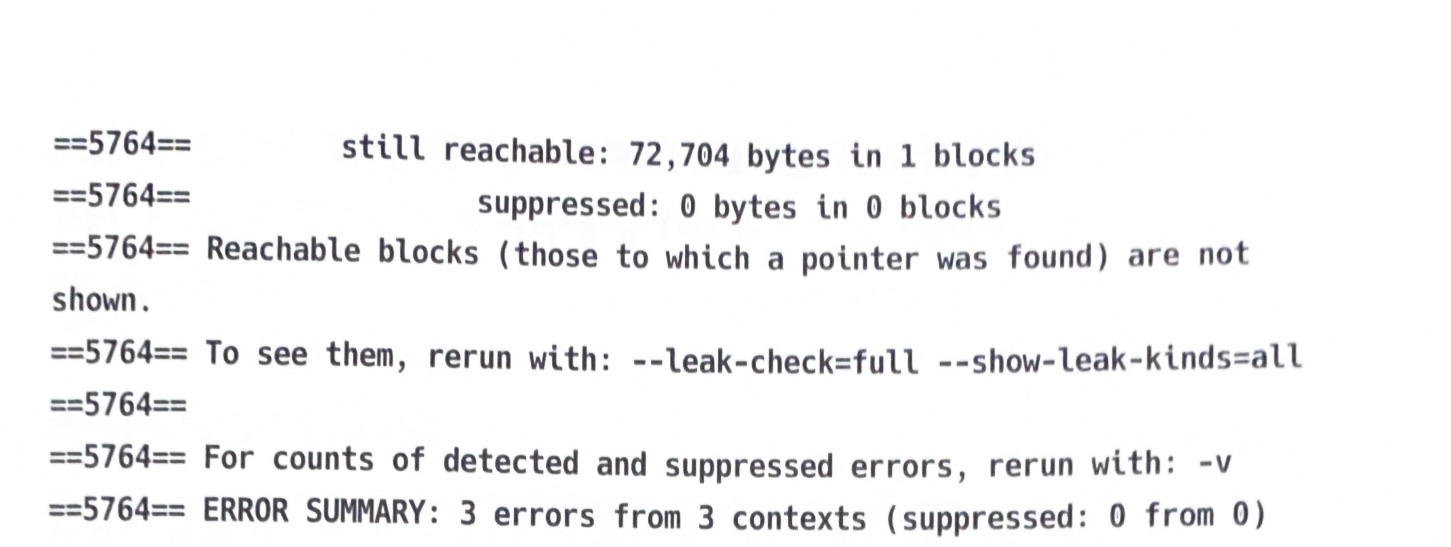 ==5764==         still reachable: 72,704 bytes in 1 blocks
==5764==                 suppressed: 0 bytes in 0 blocks
==5764== Reachable blocks (those to which a pointer was found) are not
shown.
==5764== To see them, rerun with: --leak-check=full --show-leak-kinds=all
==5764==
==5764== For counts of detected and suppressed errors, rerun with: -v
==5764== ERROR SUMMARY: 3 errors from 3 contexts (suppressed: 0 from 0)